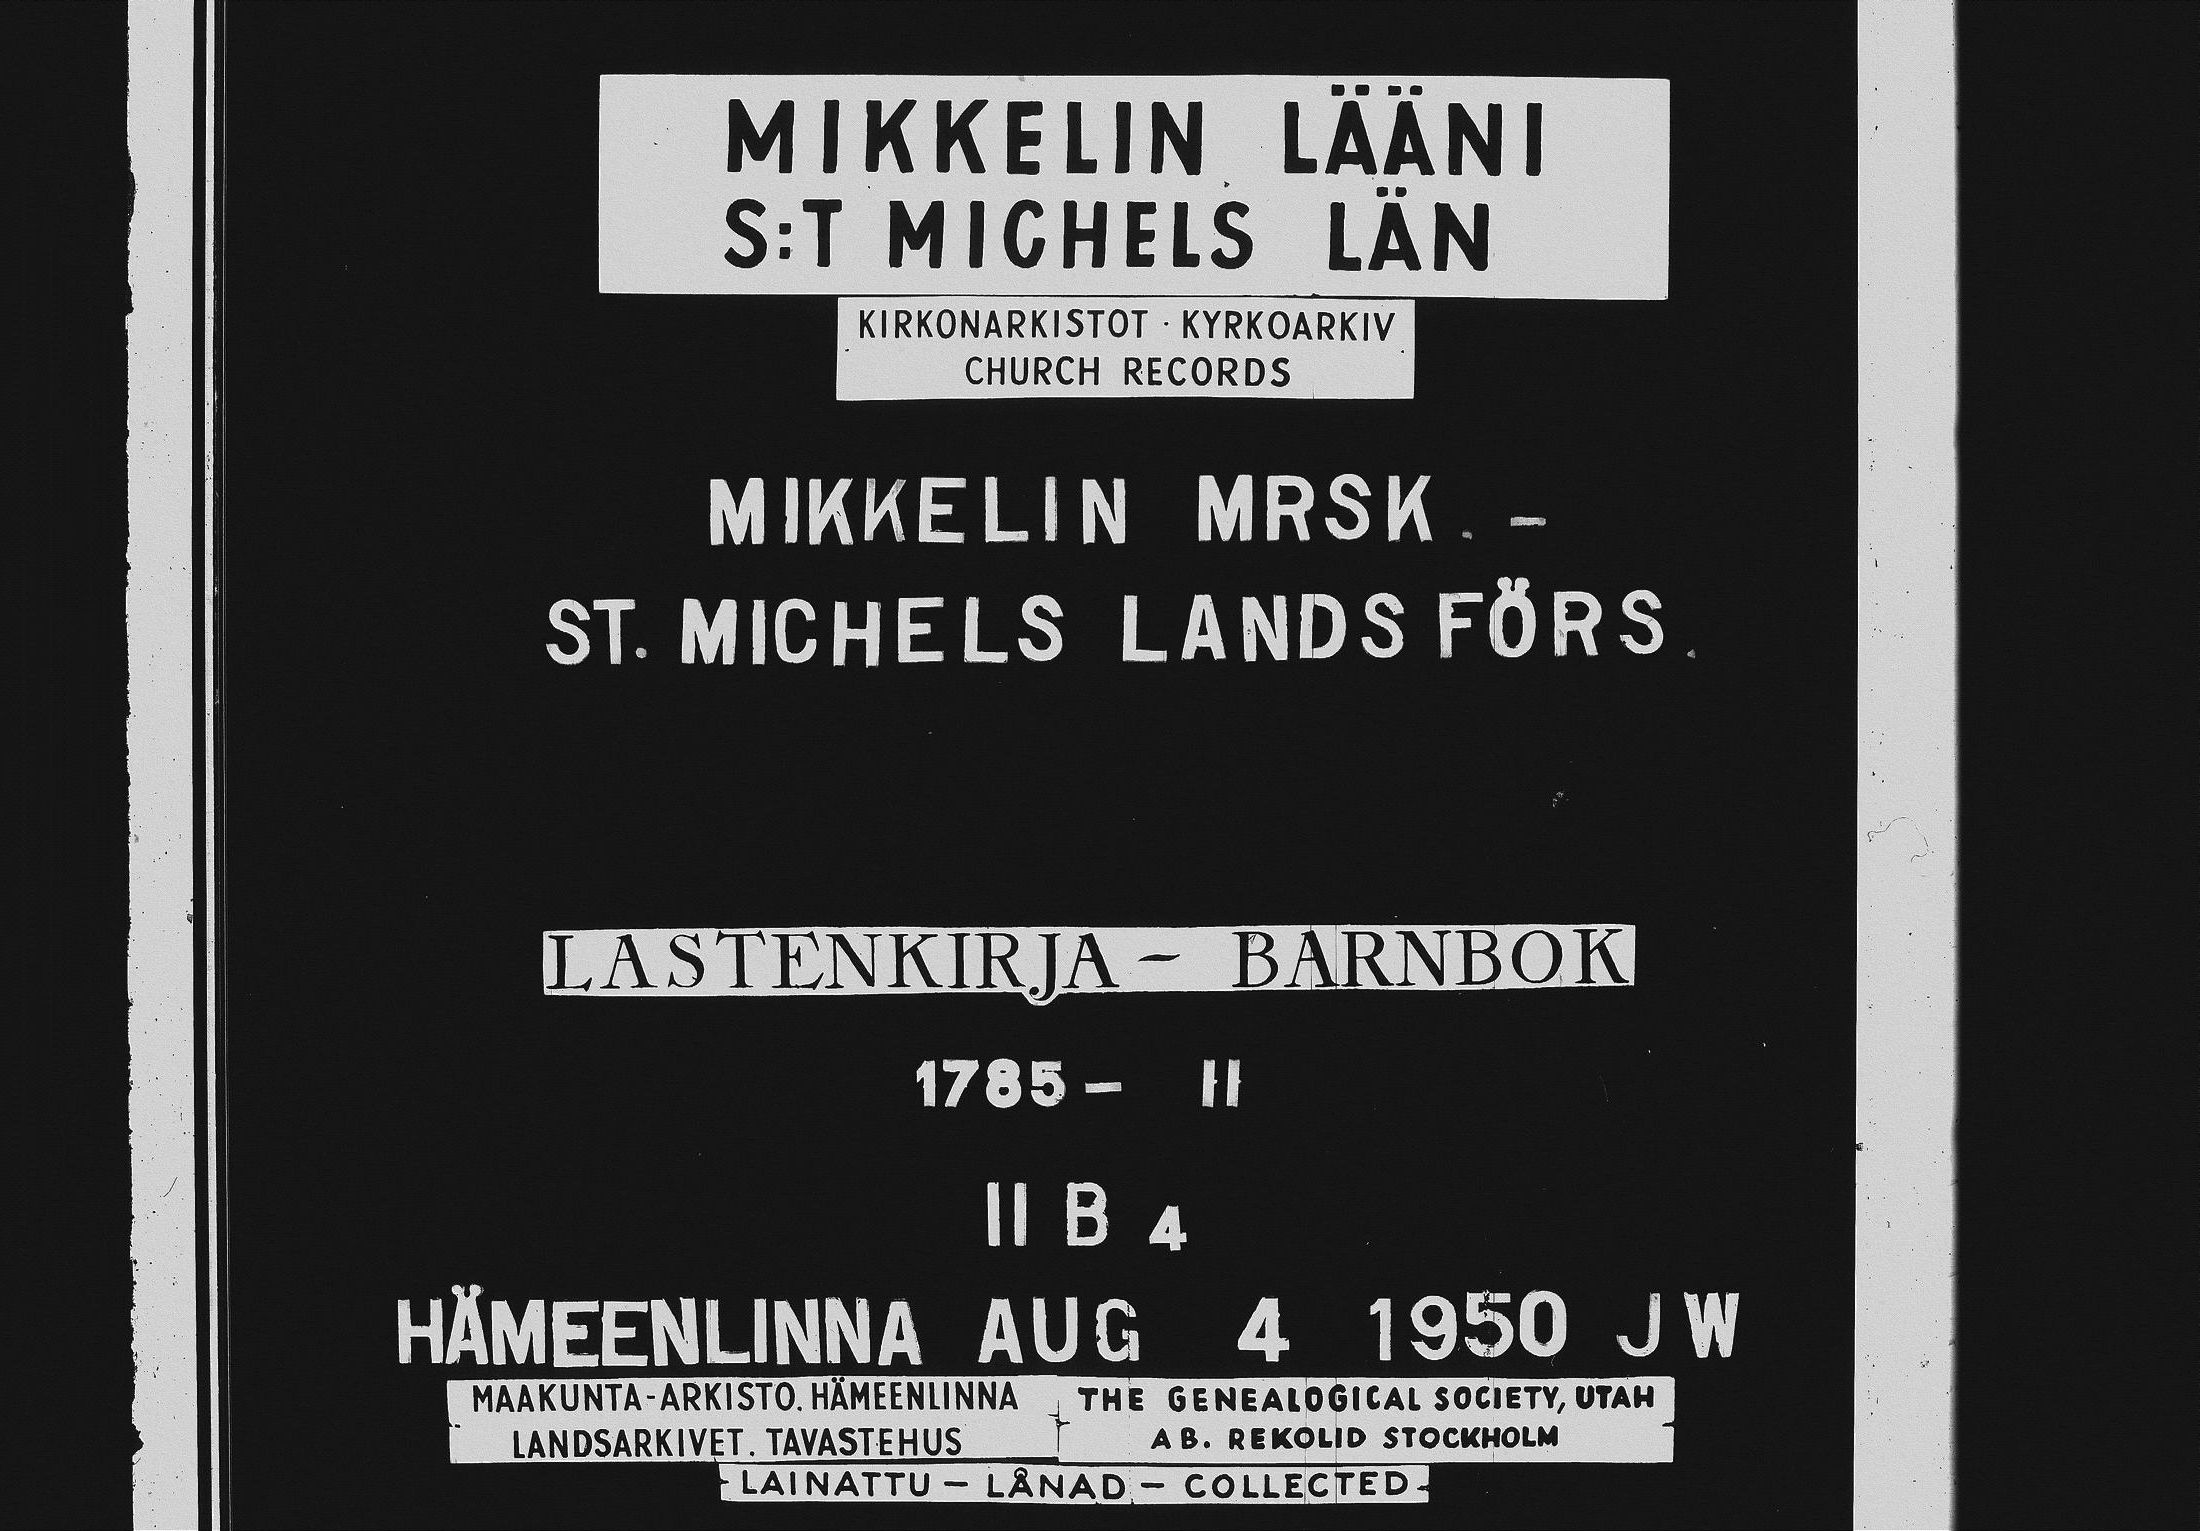 MIKKELIN LÄÄNI
S:T MICHELS LÄN
KIRKONARKISTOT · KYRKOARKIV
CHURCH RECORDS
MIKKELIN MRSK. –
ST. MICHELS LANDSFÖRS.
LASTENKIRJA – BARNBOK
1785 – II
II B 4
HÄMEENLINNA AUG 4 1950 JW
MAAKUNTA-ARKISTO. HÄMEENLINNA
LANDSARKIVET. TAVASTEHUS
THE GENEALOGICAL SOCIETY, UTAH
AB. REKOLID STOCKHOLM
LAINATTU – LÅNAD – COLLECTED